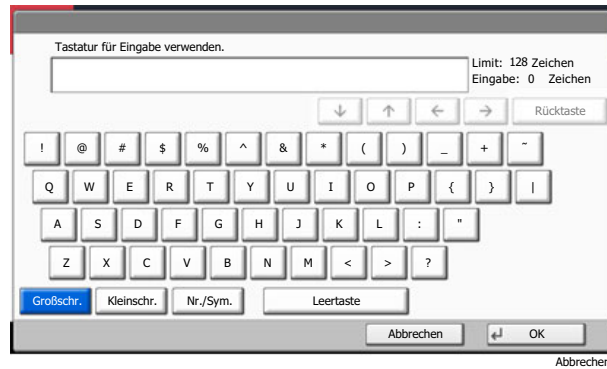 Tastatur für Eingabe verwenden.
Limit: 128 Zeichen
Eingabe: 0 Zeichen
Rücktaste
! @ # $ % ^ & * ( ) _ + ~
Q W E R T Y U I O P { } |
A S D F G H J K L : "
Z X C V B N M < > ?
Großschr. Kleinschr. Nr./Sym. Leertaste
Abbrechen OK
Abbrechen